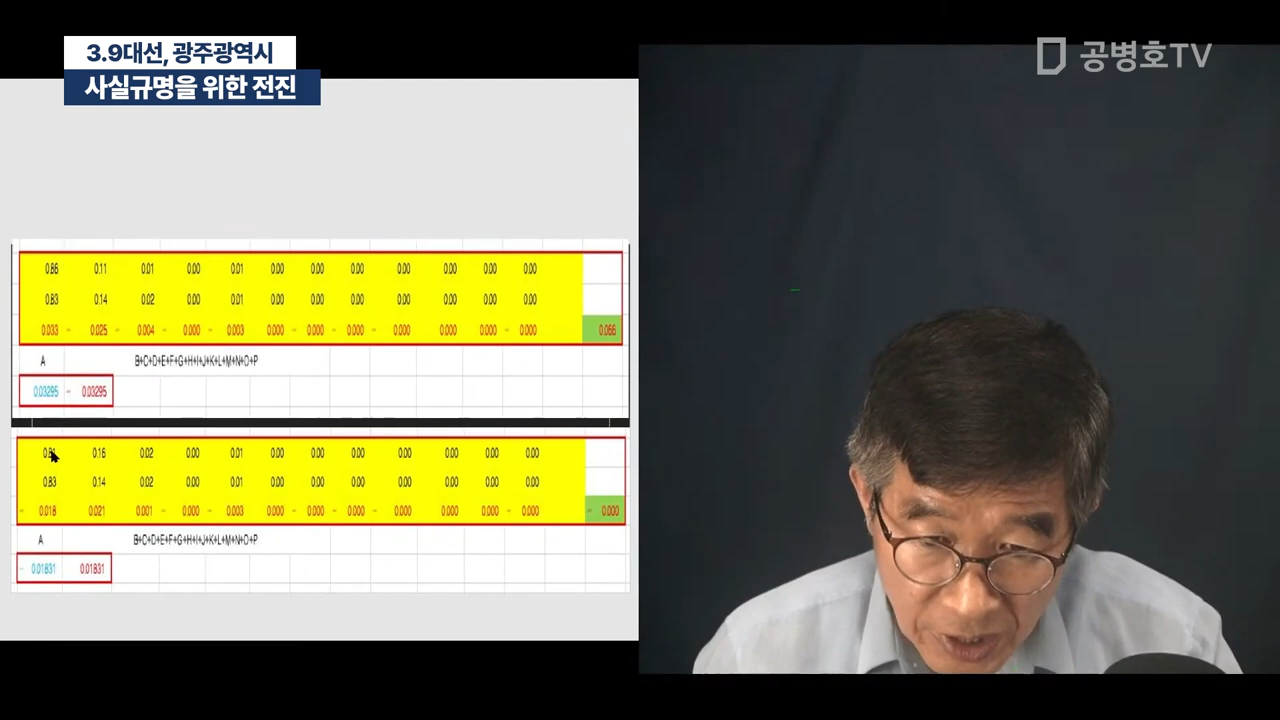 3.9대선, 광주광역시
사실규명을 위한 전진
공병호TV
0.86 0.11 0.01 0.00 0.01 0.00 0.00 0.00 0.00 0.00 0.00 0.00
0.83 0.14 0.02 0.00 0.01 0.00 0.00 0.00 0.00 0.00 0.00 0.00
0.033 - 0.025 - 0.004 - 0.000 - 0.003 0.000 - 0.000 - 0.000 0.000 0.000 0.000 - 0.000 0.066
A B+C+D+E+F+G+H+I+J+K+L+M+N+O+P
0.03295 - 0.03295
0.16 0.02 0.00 0.01 0.00 0.00 0.00 0.00 0.00 0.00 0.00
0.83 0.14 0.02 0.00 0.01 0.00 0.00 0.00 0.00 0.00 0.00 0.00
- 0.018 0.021 0.001 - 0.000 - 0.003 0.000 - 0.000 - 0.000 - 0.000 0.000 - 0.000 - 0.000 - 0.000
A B+C+D+E+F+G+H+I+J+K+L+M+N+O+P
- 0.01831 0.01831